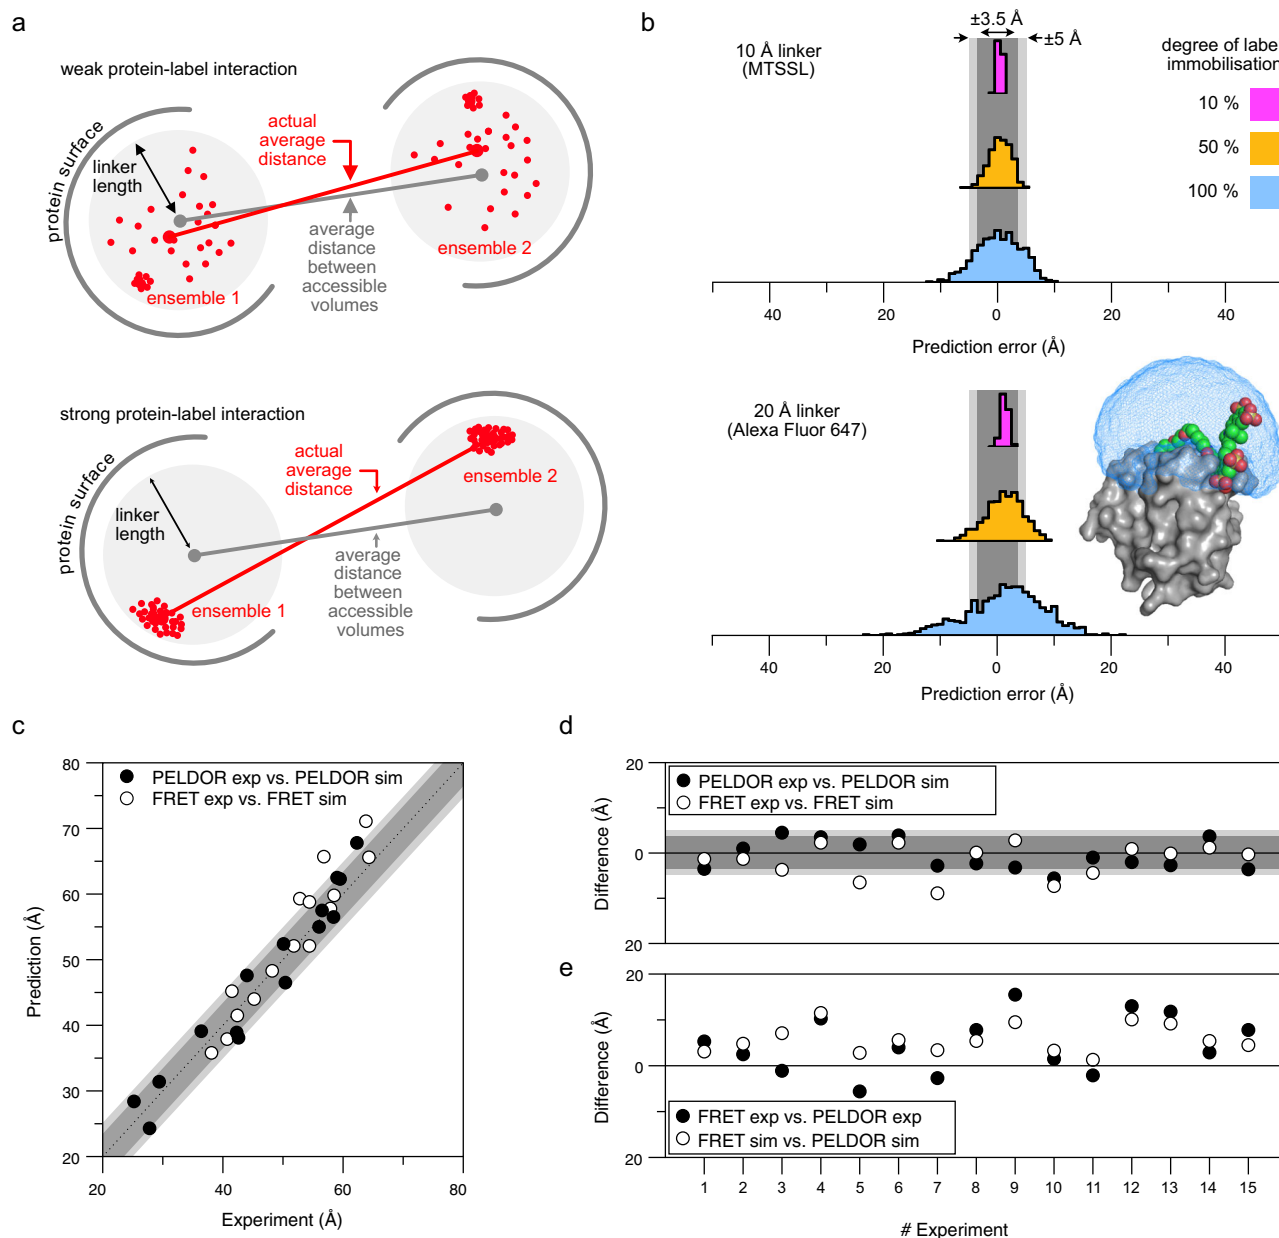 a
weak protein-label interaction
protein surface
linker
length
actual
average
distance
average
distance
between
accessible
volumes
ensemble 1
ensemble 2
strong protein-label interaction
protein surface
linker
length
actual
average
distance
average
distance
between
accessible
volumes
ensemble 1
ensemble 2
b
±3.5 Å
±5 Å
10 Å linker
(MTSSL)
degree of labe
immobilisation
10 %
50 %
100 %
40 20 0 20 40
Prediction error (Å)
20 Å linker
(Alexa Fluor 647)
40 20 0 20 40
Prediction error (Å)
c
PELDOR exp vs. PELDOR sim
FRET exp vs. FRET sim
80
70
60
50
40
30
20
Prediction (Å)
20 40 60 80
Experiment (Å)
d
20
0
20
Difference (Å)
PELDOR exp vs. PELDOR sim
FRET exp vs. FRET sim
e
20
0
20
Difference (Å)
FRET exp vs. PELDOR exp
FRET sim vs. PELDOR sim
1 2 3 4 5 6 7 8 9 10 11 12 13 14 15
# Experiment